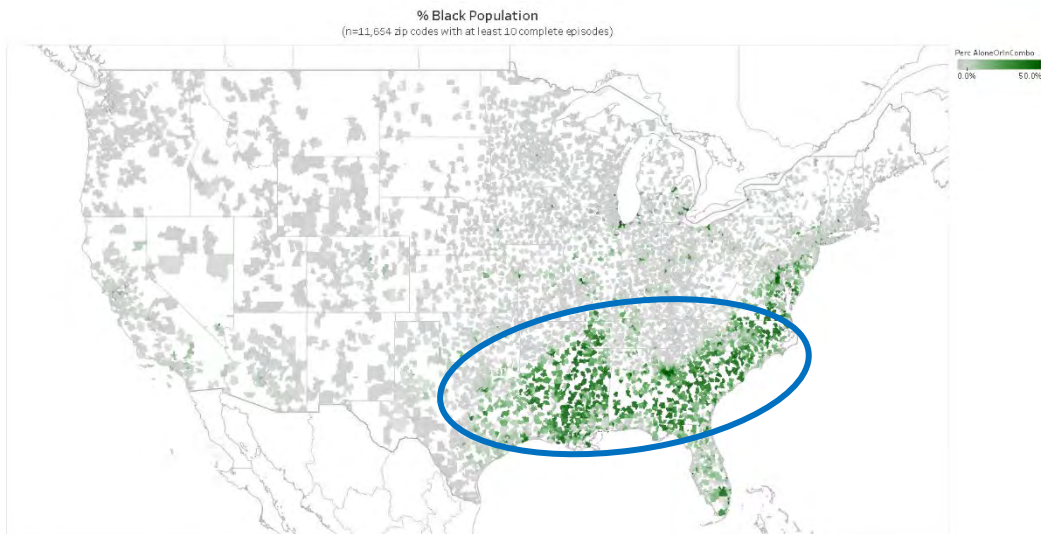 % Black Population
(n=11,654 zip codes with at least 10 complete episodes)
Perc AloneOrInCombo
0.0% 50.0%